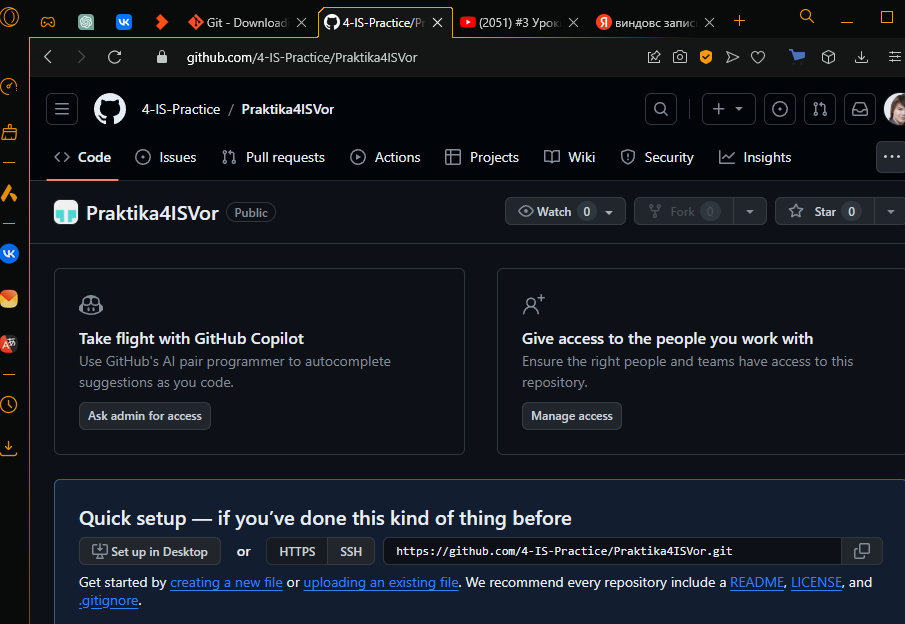 Git - Downloadi
4-IS-Practice/Pr
(2051) #3 Урок
виндовс запис
github.com/4-IS-Practice/Praktika4ISVor
4-IS-Practice / Praktika4ISVor
Code Issues Pull requests Actions Projects Wiki Security Insights
Praktika4ISVor Public Watch 0 Fork 0 Star 0
Take flight with GitHub Copilot
Use GitHub's AI pair programmer to autocomplete
suggestions as you code.
Ask admin for access
Give access to the people you work with
Ensure the right people and teams have access to this
repository.
Manage access
Quick setup — if you've done this kind of thing before
Set up in Desktop or HTTPS SSH https://github.com/4-IS-Practice/Praktika4ISVor.git
Get started by creating a new file or uploading an existing file. We recommend every repository include a README, LICENSE, and
.gitignore.